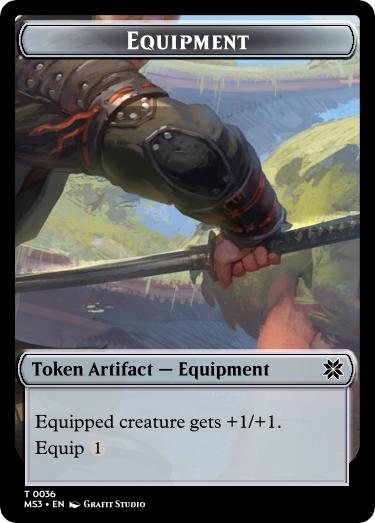 Equipment
Token Artifact — Equipment
Equipped creature gets +1/+1.
Equip 1
T 0036
MS3 • EN Grafit Studio